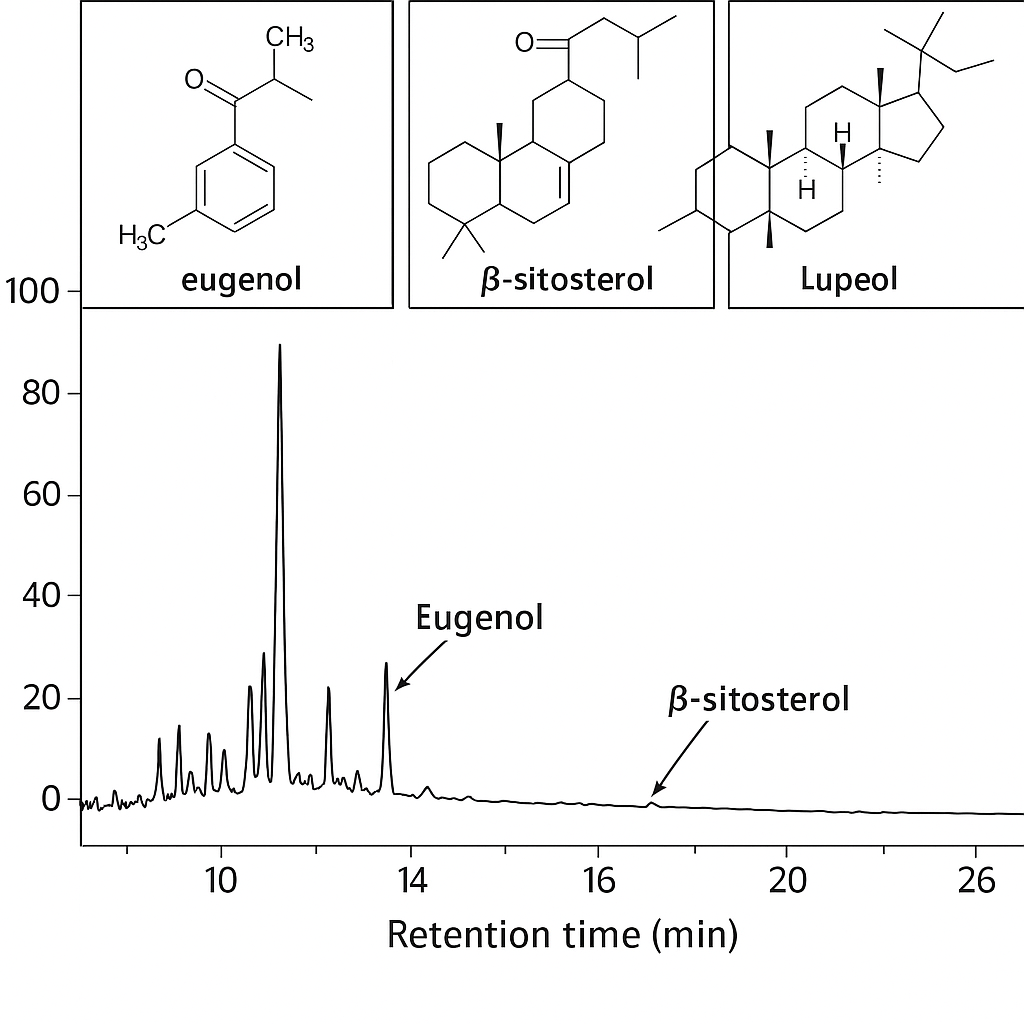 CH₃
O
H₃C
eugenol
O
β-sitosterol
H
H
Lupeol
100
80
60
40
20
0
Eugenol
β-sitosterol
10 14 16 20 26
Retention time (min)